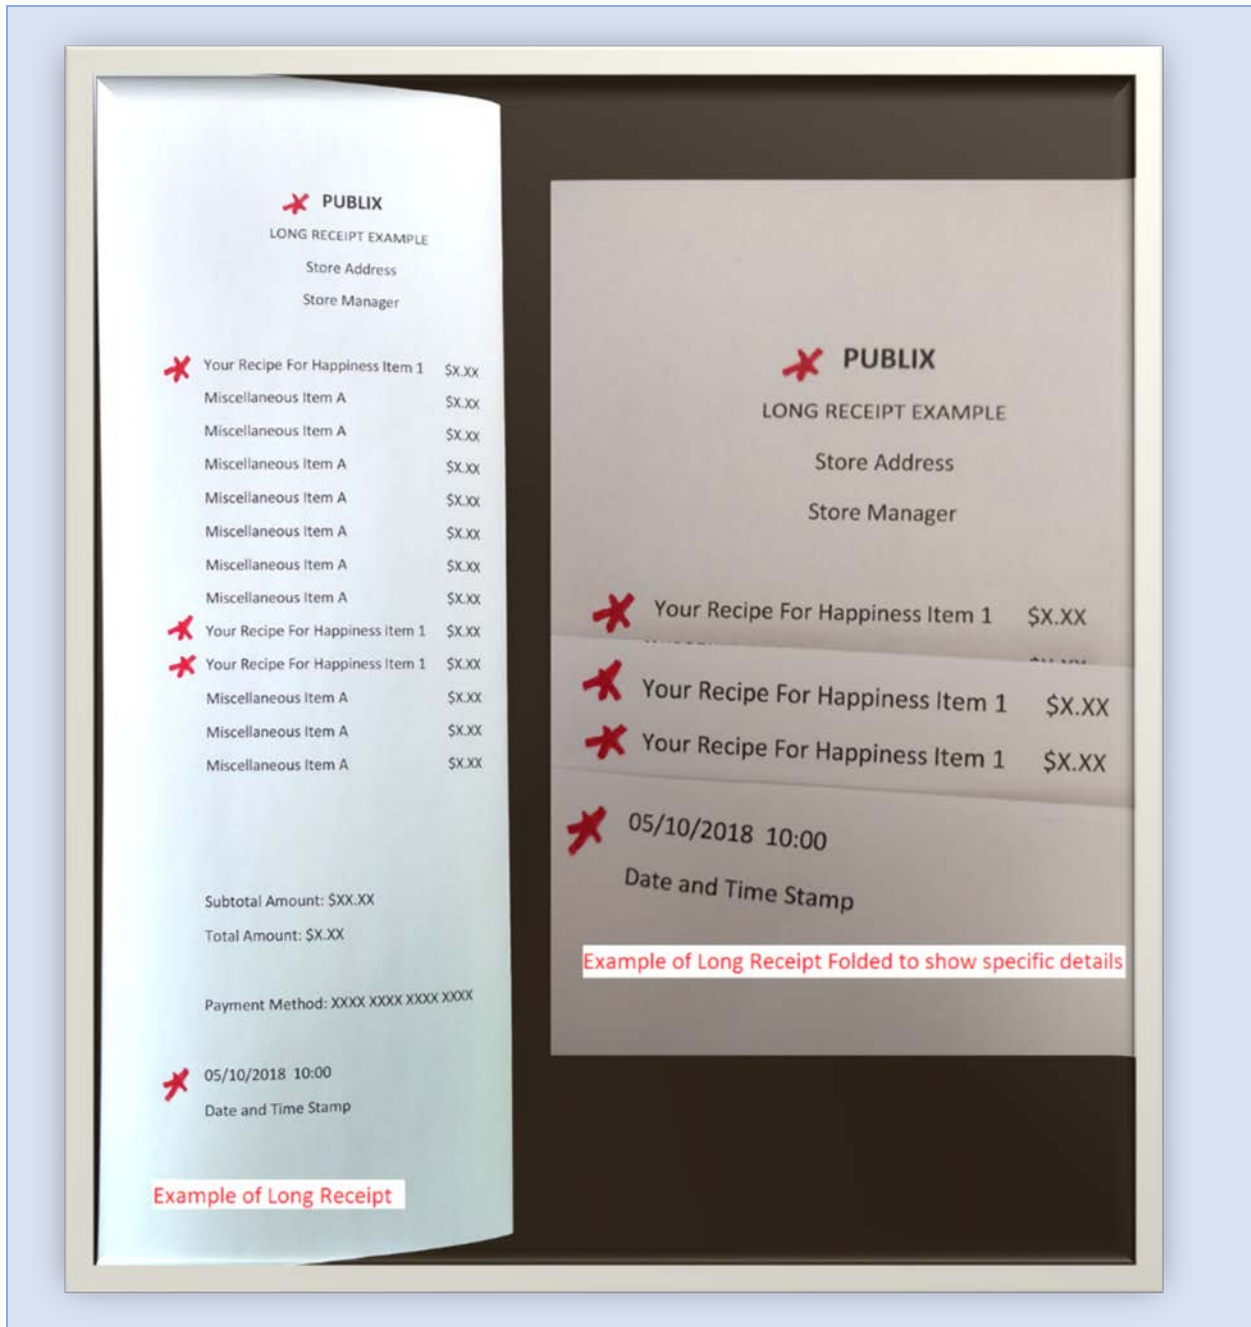 PUBLIX
LONG RECEIPT EXAMPLE
Store Address
Store Manager
Your Recipe For Happiness Item 1 $X.XX
Miscellaneous Item A $X.XX
Miscellaneous Item A $X.XX
Miscellaneous Item A $X.XX
Miscellaneous Item A $X.XX
Miscellaneous Item A $X.XX
Miscellaneous Item A $X.XX
Miscellaneous Item A $X.XX
Your Recipe For Happiness Item 1 $X.XX
Your Recipe For Happiness Item 1 $X.XX
Miscellaneous Item A $X.XX
Miscellaneous Item A $X.XX
Miscellaneous Item A $X.XX
Subtotal Amount: $XX.XX
Total Amount: $X.XX
Payment Method: XXXX XXXX XXXX XXXX
05/10/2018 10:00
Date and Time Stamp
Example of Long Receipt
PUBLIX
LONG RECEIPT EXAMPLE
Store Address
Store Manager
Your Recipe For Happiness Item 1 $X.XX
Your Recipe For Happiness Item 1 $X.XX
Your Recipe For Happiness Item 1 $X.XX
05/10/2018 10:00
Date and Time Stamp
Example of Long Receipt Folded to show specific details